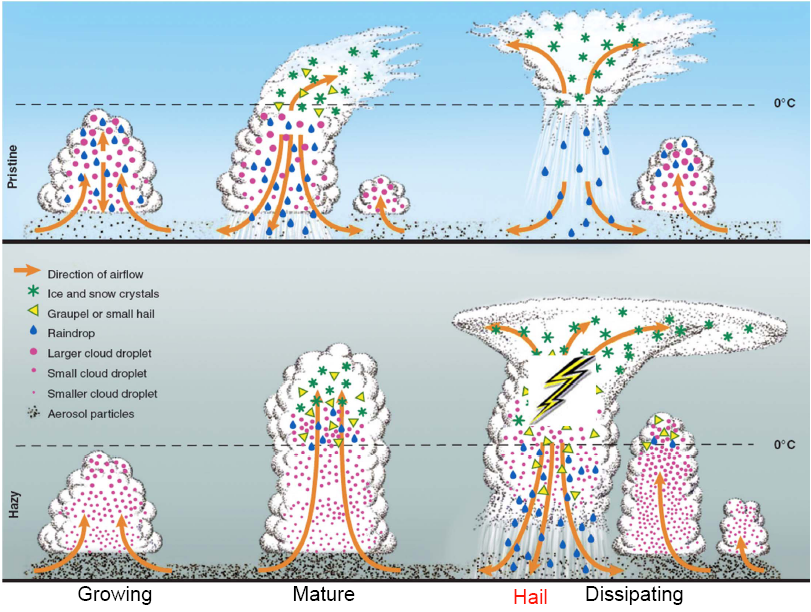 0°C
Pristine
Direction of airflow
Ice and snow crystals
Graupel or small hail
Raindrop
Larger cloud droplet
Small cloud droplet
Smaller cloud droplet
Aerosol particles
0°C
Hazy
Growing
Mature
Hail
Dissipating